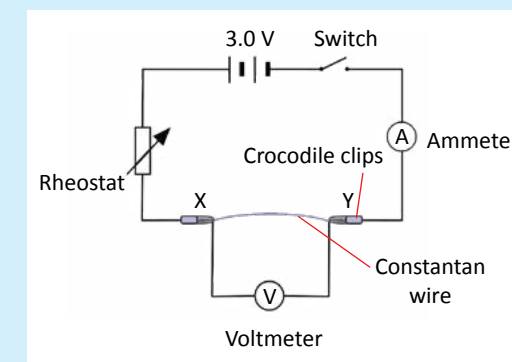 3.0 V Switch
A Ammete
Crocodile clips
Rheostat
X Y
Constantan
wire
V
Voltmeter